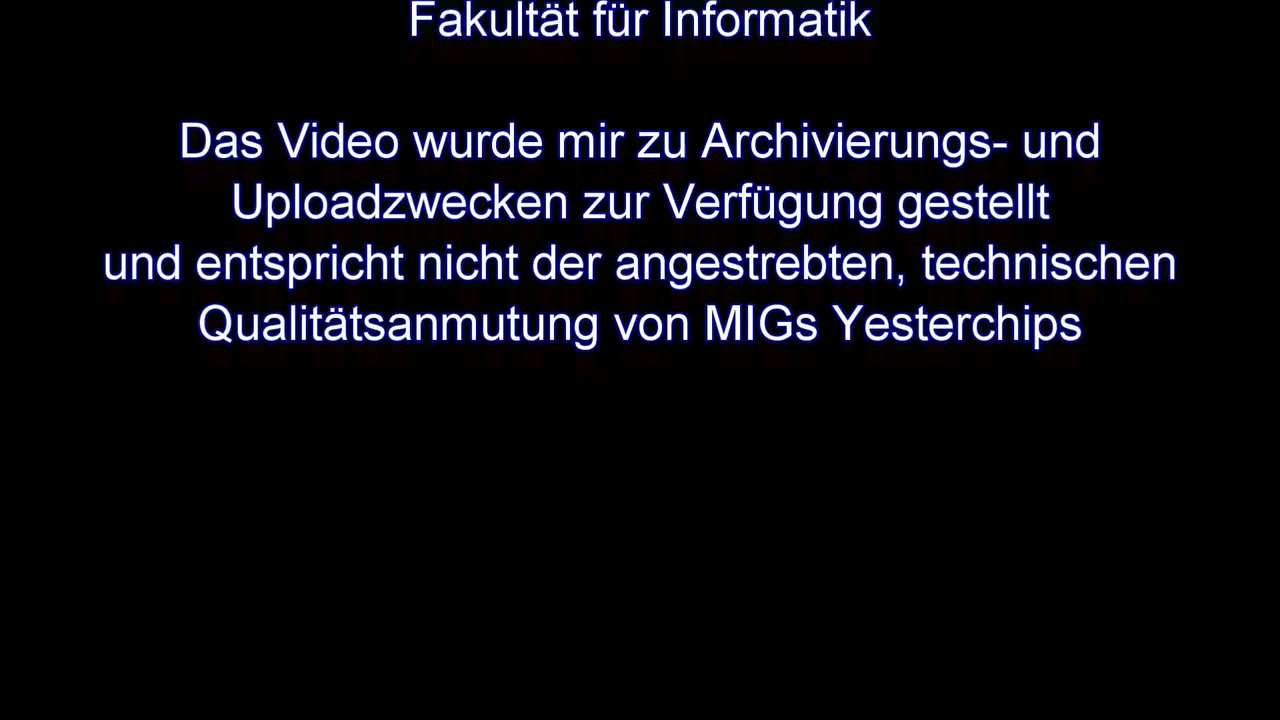 Fakultät für Informatik
Das Video wurde mir zu Archivierungs- und
Uploadzwecken zur Verfügung gestellt
und entspricht nicht der angestrebten, technischen
Qualitätsanmutung von MIGs Yesterchips